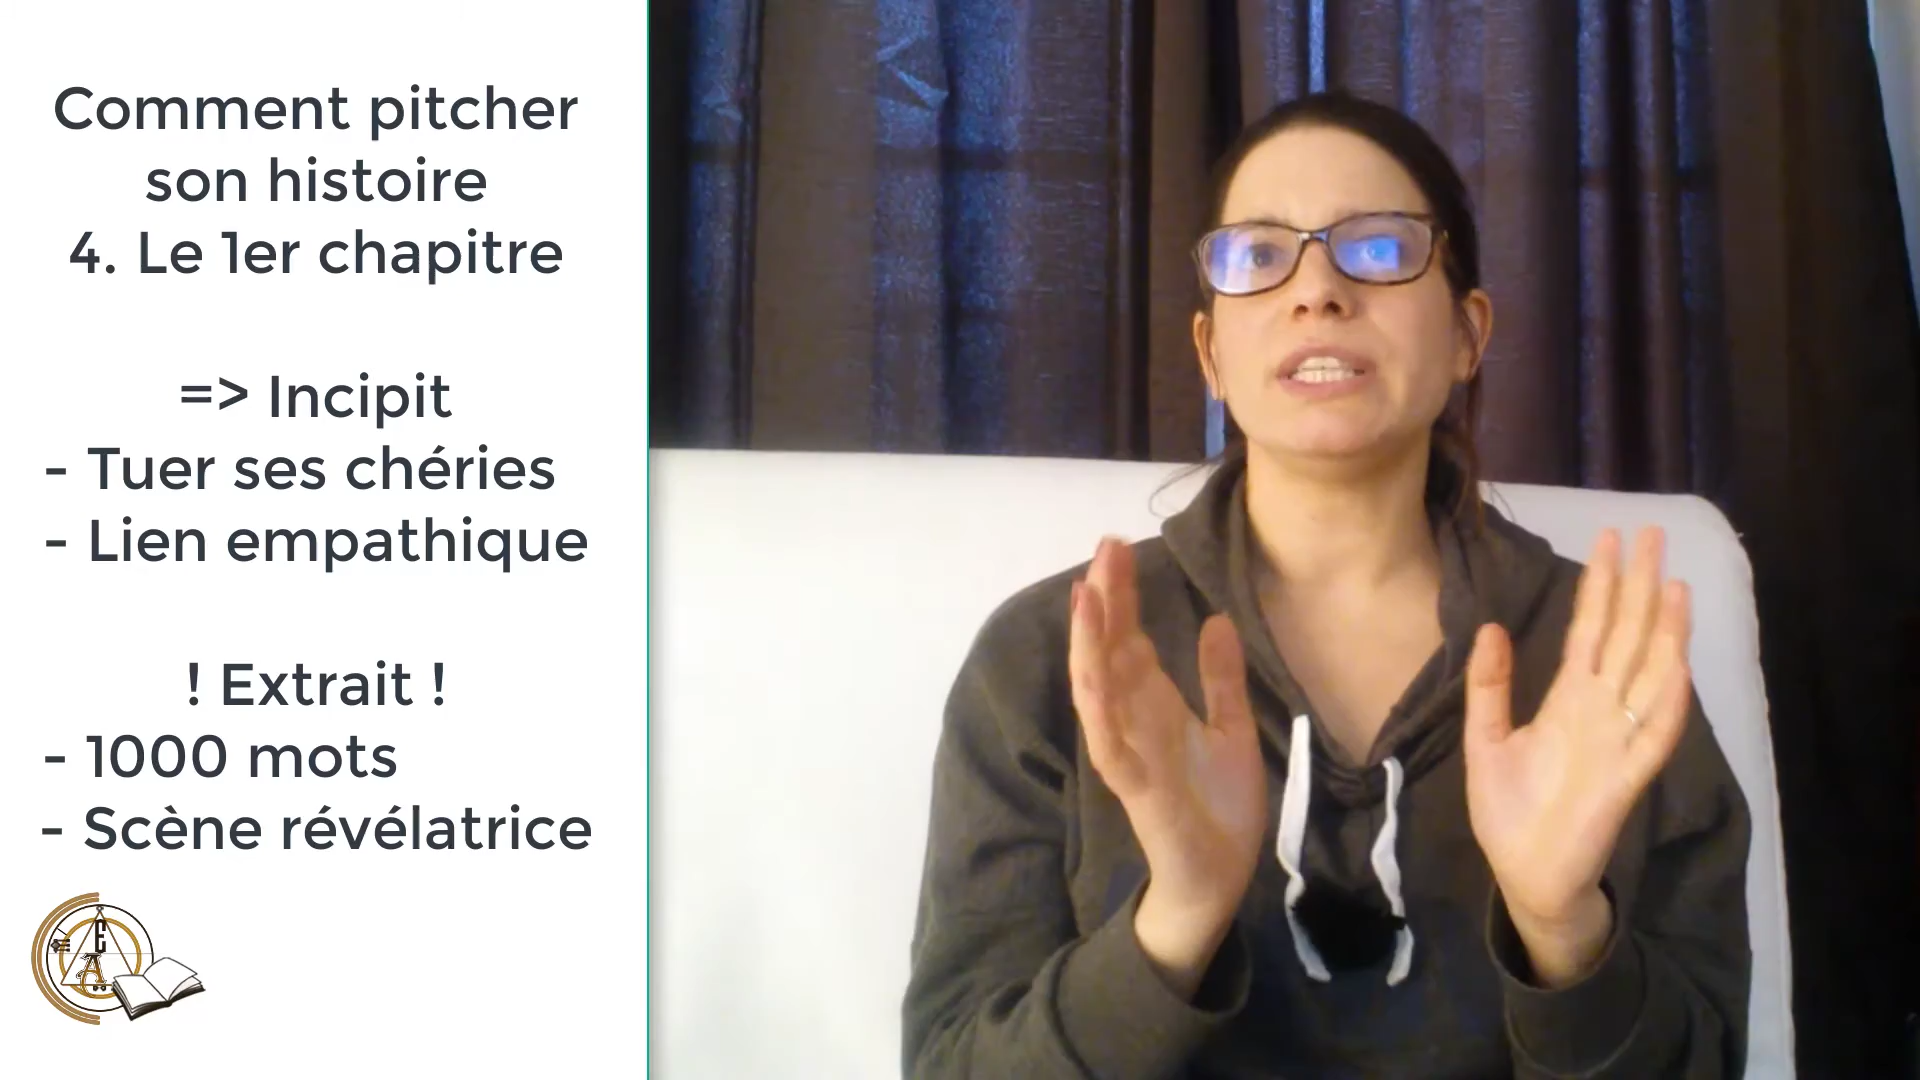 Comment pitcher
son histoire
4. Le 1er chapitre
=> Incipit
- Tuer ses chéries
- Lien empathique
! Extrait !
- 1000 mots
- Scène révélatrice
E
A